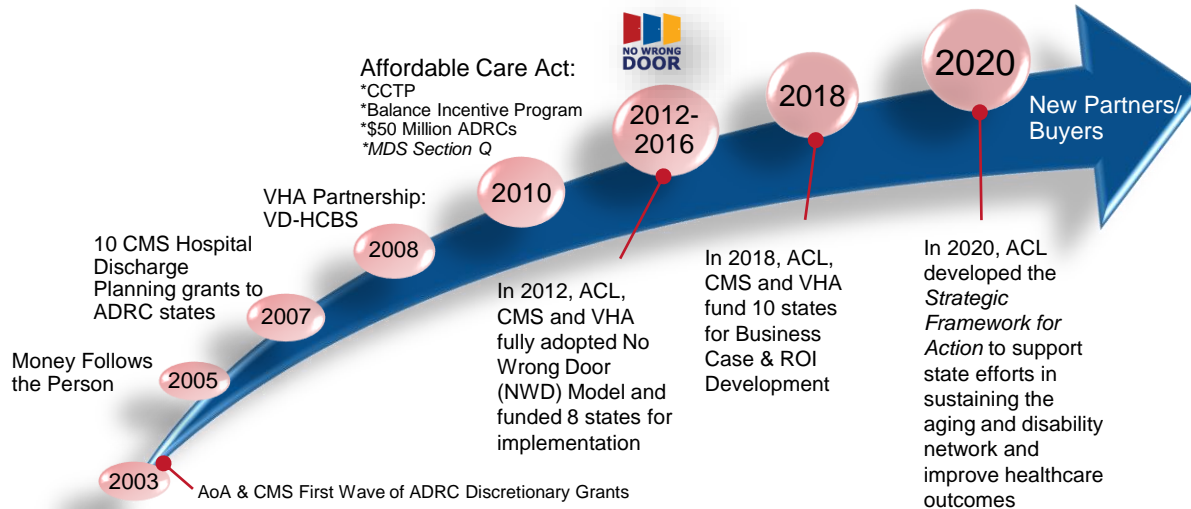 NO WRONG
DOOR
Affordable Care Act:
*CCTP
*Balance Incentive Program
*$50 Million ADRCs
*MDS Section Q
VHA Partnership:
VD-HCBS
10 CMS Hospital
Discharge
Planning grants to
ADRC states
Money Follows
the Person
2003
2005
2007
2008
2010
2012-
2016
2018
2020
New Partners/
Buyers
AoA & CMS First Wave of ADRC Discretionary Grants
In 2012, ACL,
CMS and VHA
fully adopted No
Wrong Door
(NWD) Model and
funded 8 states for
implementation
In 2018, ACL,
CMS and VHA
fund 10 states
for Business
Case & ROI
Development
In 2020, ACL
developed the
Strategic
Framework for
Action to support
state efforts in
sustaining the
aging and disability
network and
improve healthcare
outcomes